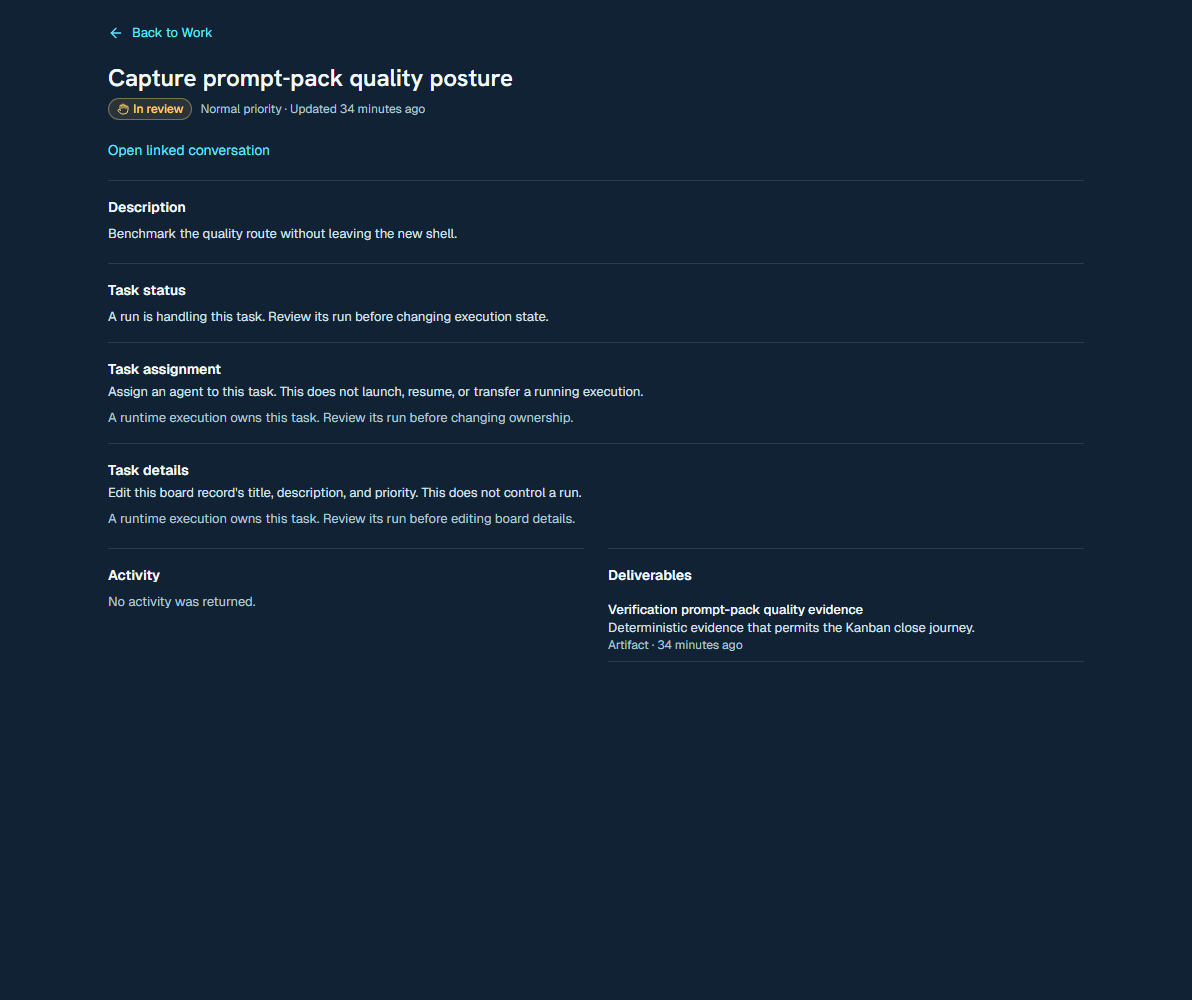 Back to Work
Capture prompt-pack quality posture
In review Normal priority · Updated 34 minutes ago
Open linked conversation
Description
Benchmark the quality route without leaving the new shell.
Task status
A run is handling this task. Review its run before changing execution state.
Task assignment
Assign an agent to this task. This does not launch, resume, or transfer a running execution.
A runtime execution owns this task. Review its run before changing ownership.
Task details
Edit this board record's title, description, and priority. This does not control a run.
A runtime execution owns this task. Review its run before editing board details.
Activity
No activity was returned.
Deliverables
Verification prompt-pack quality evidence
Deterministic evidence that permits the Kanban close journey.
Artifact · 34 minutes ago